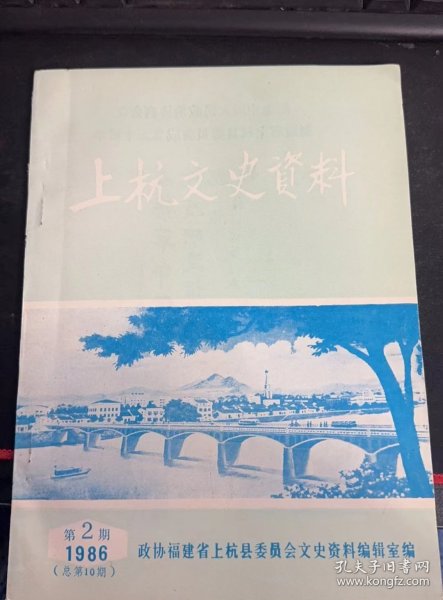 上杭文史资料
第2期
1986
(总第10期)
政协福建省上杭县委员会文史资料编辑室编
孔夫子旧书网
www.kongfz.com